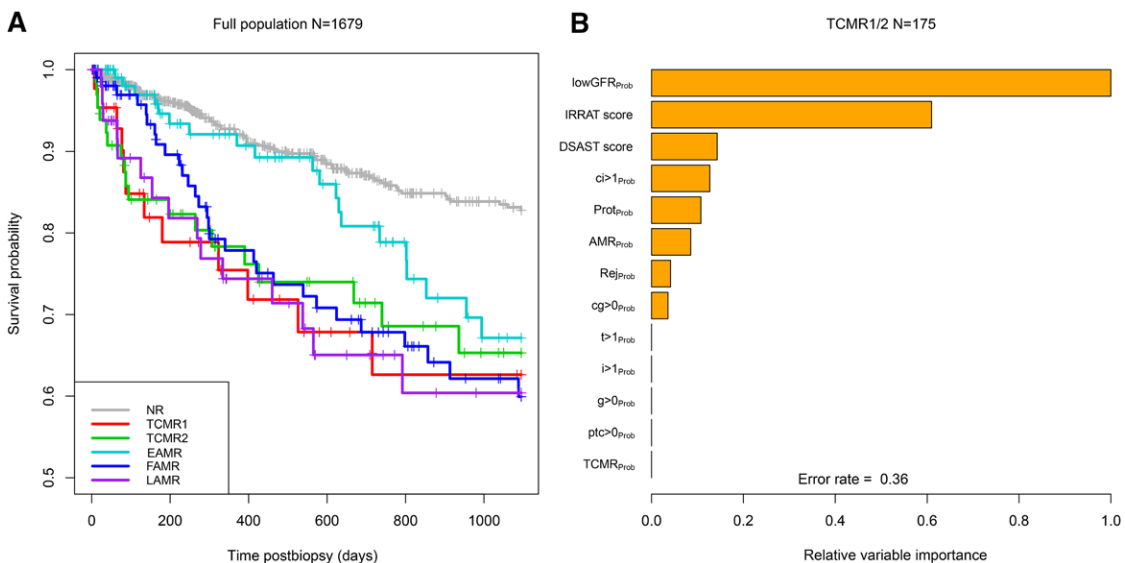 A
Full population N=1679
Survival probability
1.0
0.9
0.8
0.7
0.6
0.5
NR
TCMR1
TCMR2
EAMR
FAMR
LAMR
0 200 400 600 800 1000
Time postbiopsy (days)
B
TCMR1/2 N=175
lowGFRProb
IRRAT score
DSAST score
ci>1Prob
ProtProb
AMRProb
RejProb
cg>0Prob
t>1Prob
i>1Prob
g>0Prob
ptc>0Prob
TCMRProb
Error rate = 0.36
0.0 0.2 0.4 0.6 0.8 1.0
Relative variable importance